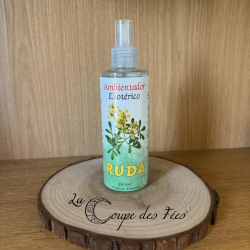 Ambientador
Esotérico
RUDA
La
Coupe des Fées